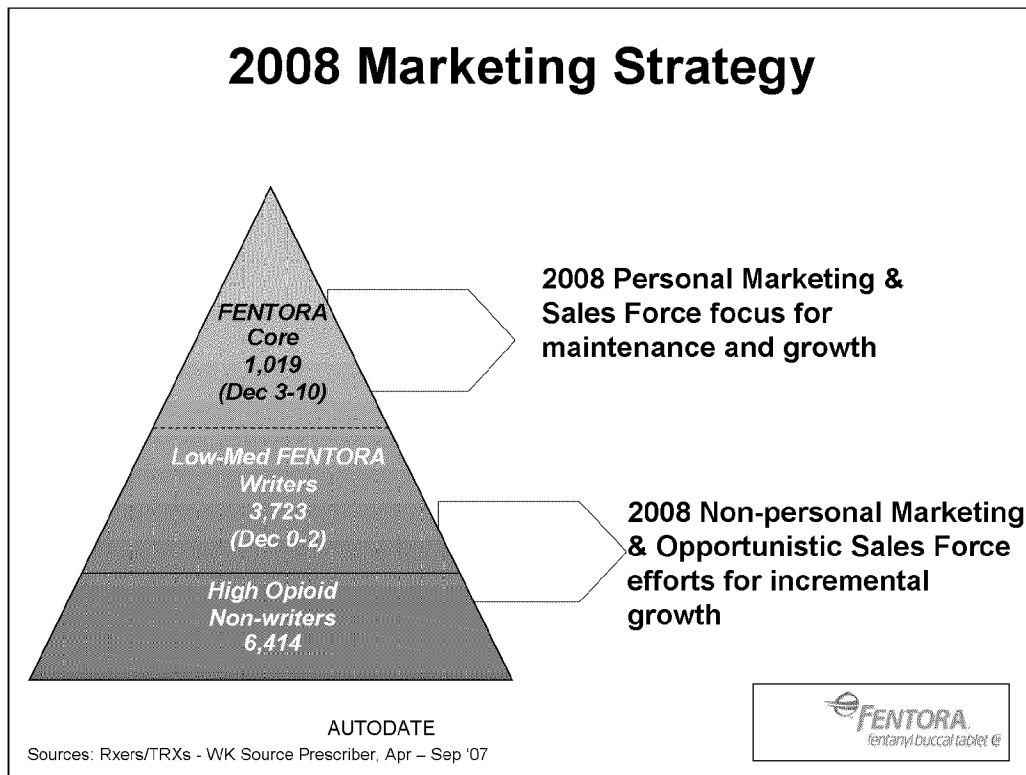 2008 Marketing Strategy
FENTORA
Core
1,019
(Dec 3-10)
2008 Personal Marketing &
Sales Force focus for
maintenance and growth
Low-Med FENTORA
Writers
3,723
(Dec 0-2)
High Opioid
Non-writers
6,414
2008 Non-personal Marketing
& Opportunistic Sales Force
efforts for incremental
growth
AUTODATE
Sources: Rxers/TRXs - WK Source Prescriber, Apr – Sep '07
FENTORA
fentanyl buccal tablet